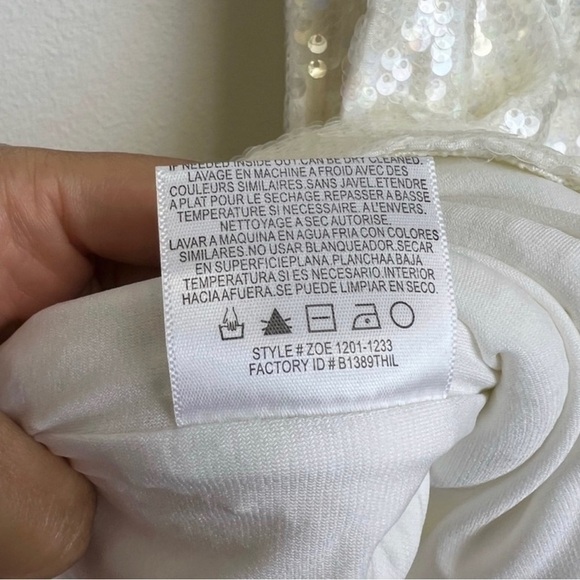 IF NEEDED INSIDE OUT CAN BE DRY CLEANED.
LAVAGE EN MACHINE A FROID AVEC DES
COULEURS SIMILAIRES.SANS JAVEL.ETENDRE
A PLAT POUR LE SECHAGE.REPASSER A BASSE
TEMPERATURE SI NECESSAIRE. A L'ENVERS.
NETTOYAGE A SEC AUTORISE.
LAVAR A MAQUINA EN AGUA FRIA CON COLORES
SIMILARES. NO USAR BLANQUEADOR. SECAR
EN SUPERFICIE PLANA. PLANCHA A BAJA
TEMPERATURA SI ES NECESARIO. INTERIOR
HACIA AFUERA. SE PUEDE LIMPIAR EN SECO.
STYLE # ZOE 1201-1233
FACTORY ID # B1389THIL